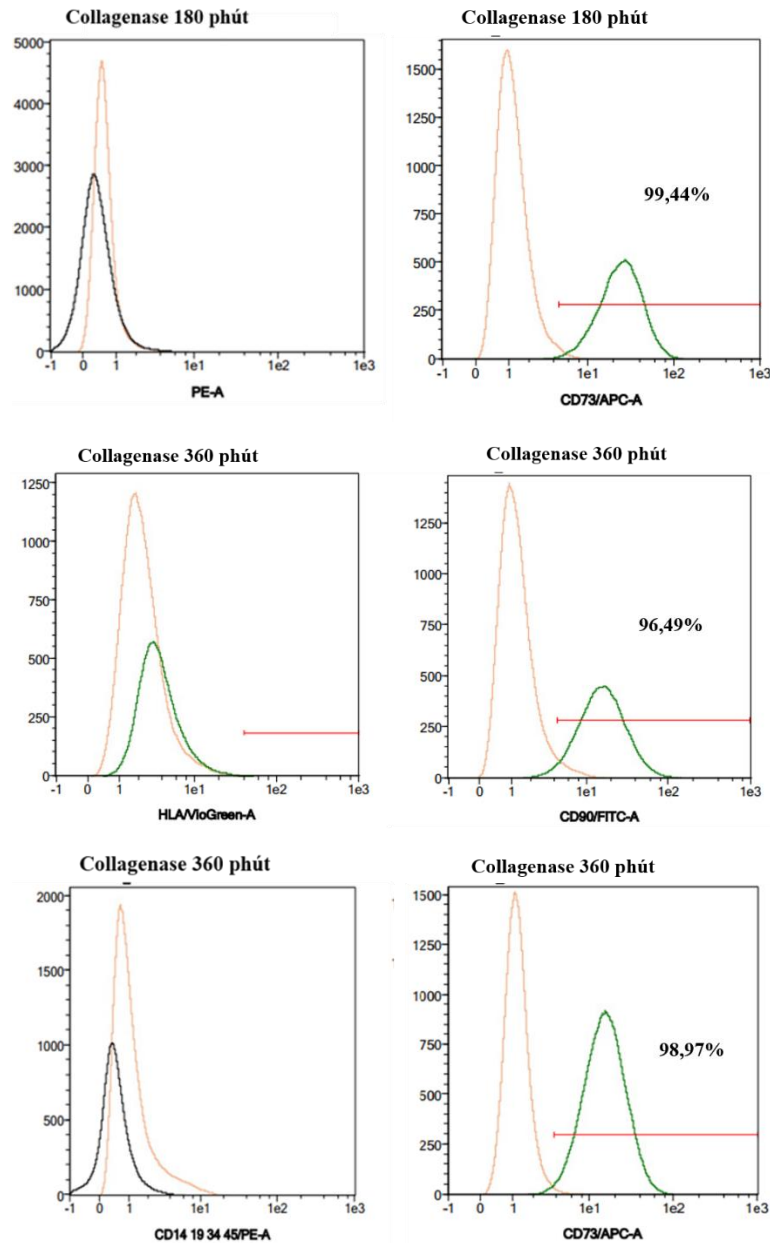 Collagenase 180 phút
5000
4000
3000
2000
1000
0
-1 0 1 1e1 1e2 1e3
PE-A
Collagenase 180 phút
1500
1250
1000
750
500
250
0
99,44%
-1 0 1 1e1 1e2 1e3
CD73/APC-A
Collagenase 360 phút
1250
1000
750
500
250
0
-1 0 1 1e1 1e2 1e3
HLA/VioGreen-A
Collagenase 360 phút
1250
1000
750
500
250
0
96,49%
-1 0 1 1e1 1e2 1e3
CD90/FITC-A
Collagenase 360 phút
2000
1500
1000
500
0
-1 0 1 1e1 1e2 1e3
CD14 19 34 45/PE-A
Collagenase 360 phút
1500
1250
1000
750
500
250
0
98,97%
-1 0 1 1e1 1e2 1e3
CD73/APC-A